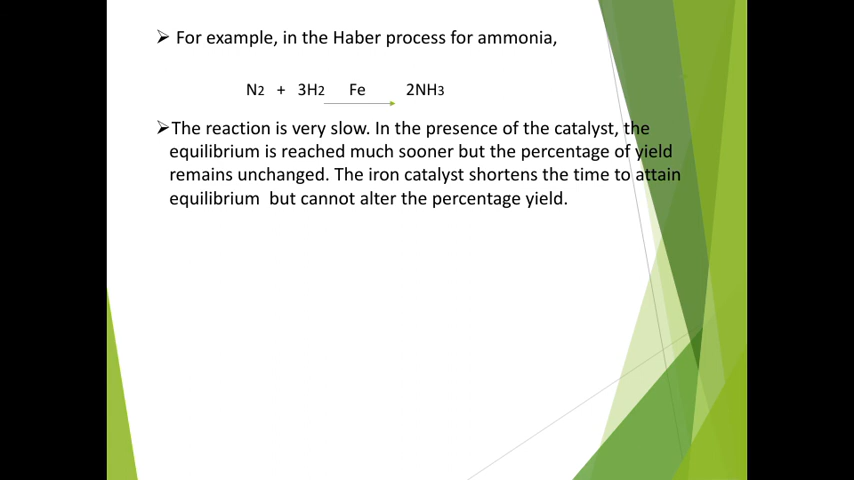 ➢ For example, in the Haber process for ammonia,
N2 + 3H2 Fe 2NH3
➢The reaction is very slow. In the presence of the catalyst, the
equilibrium is reached much sooner but the percentage of yield
remains unchanged. The iron catalyst shortens the time to attain
equilibrium but cannot alter the percentage yield.